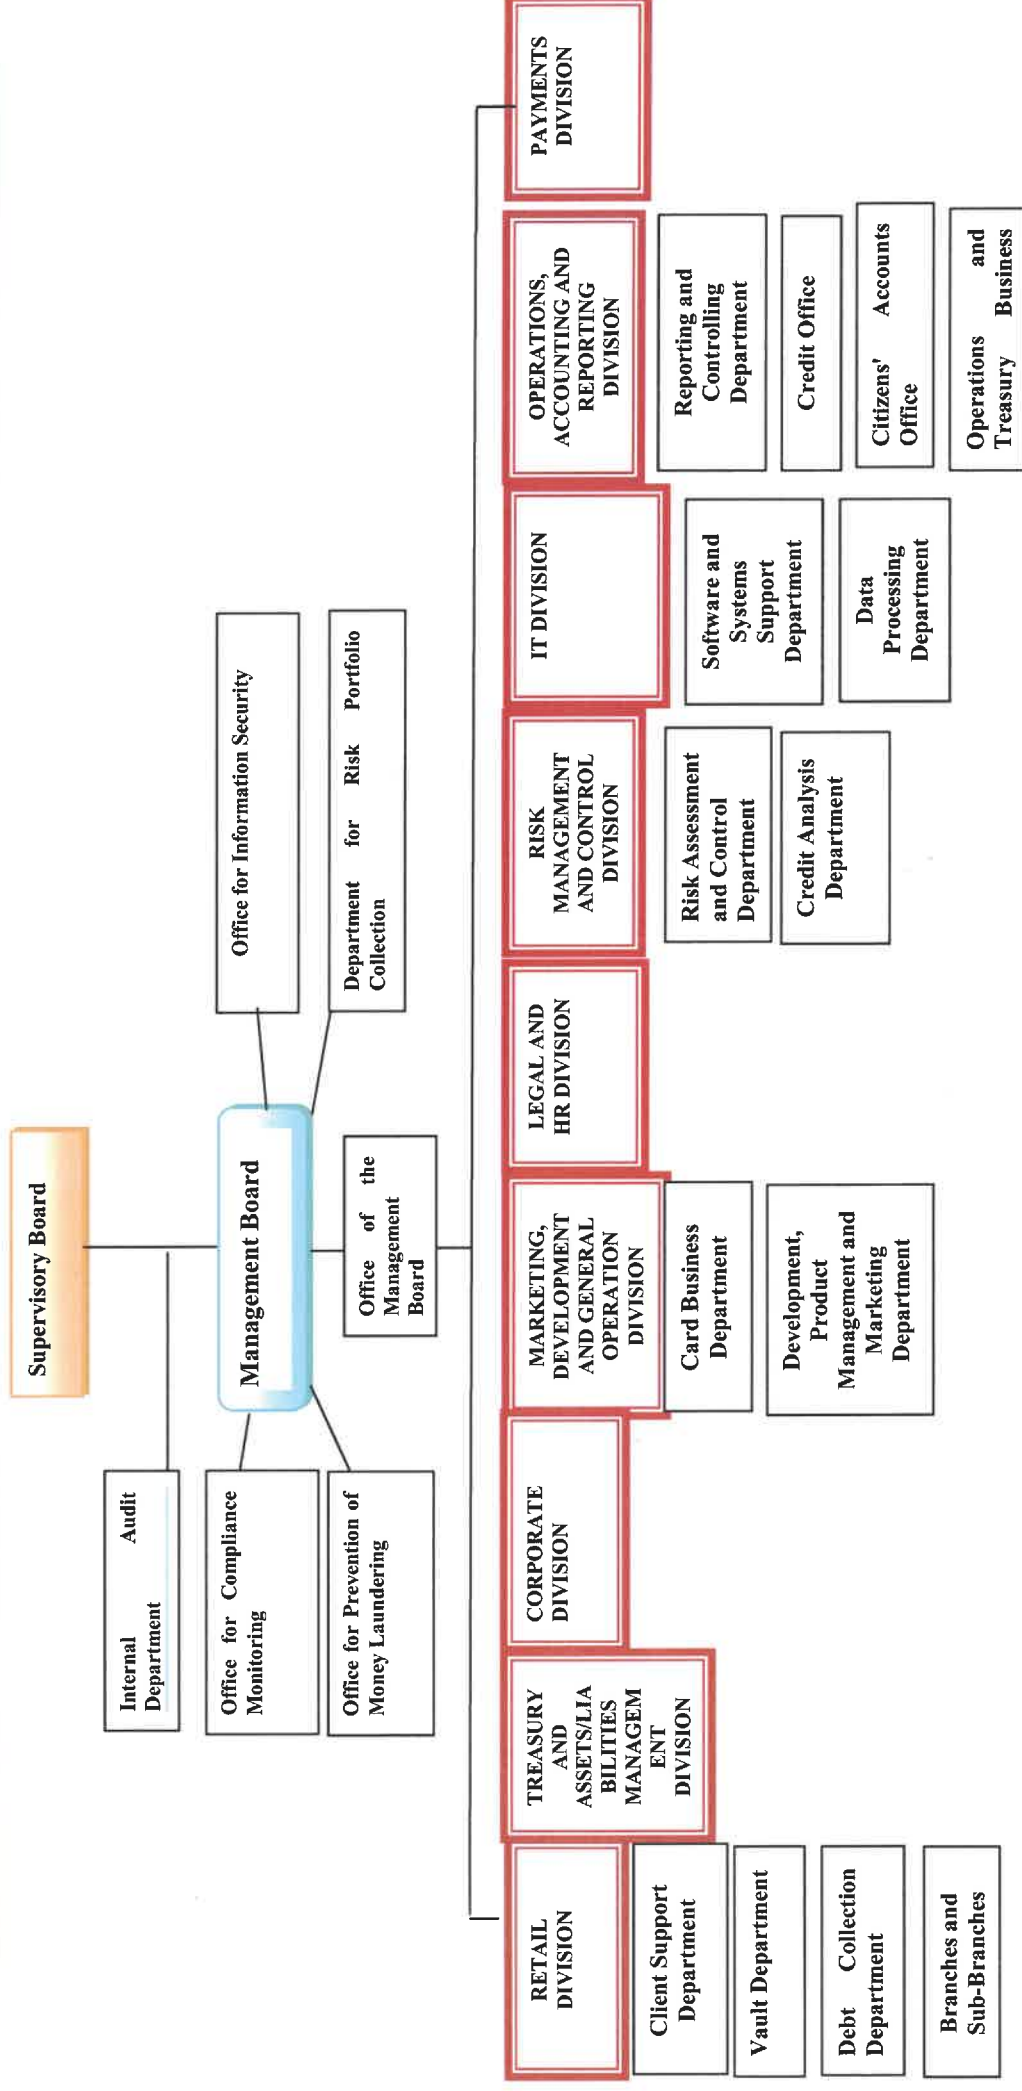 Supervisory Board
Internal Audit
Department
Management Board
Office for Compliance
Monitoring
Office for Prevention of
Money Laundering
Office for Information Security
Department for Risk Portfolio
Collection
Office of the
Management
Board
RETAIL
DIVISION
Client Support
Department
Vault Department
Debt Collection
Department
Branches and
Sub-Branches
TREASURY
AND
ASSETS/LIA
BILITIES
MANAGEM
ENT
DIVISION
CORPORATE
DIVISION
MARKETING,
DEVELOPMENT
AND GENERAL
OPERATION
DIVISION
Card Business
Department
Development,
Product
Management and
Marketing
Department
LEGAL AND
HR DIVISION
RISK
MANAGEMENT
AND CONTROL
DIVISION
Risk Assessment
and Control
Department
Credit Analysis
Department
IT DIVISION
Software and
Systems
Support
Department
Data
Processing
Department
OPERATIONS,
ACCOUNTING AND
REPORTING
DIVISION
Reporting and
Controlling
Department
Credit Office
Citizens' Accounts
Office
Operations and
Treasury Business
PAYMENTS
DIVISION